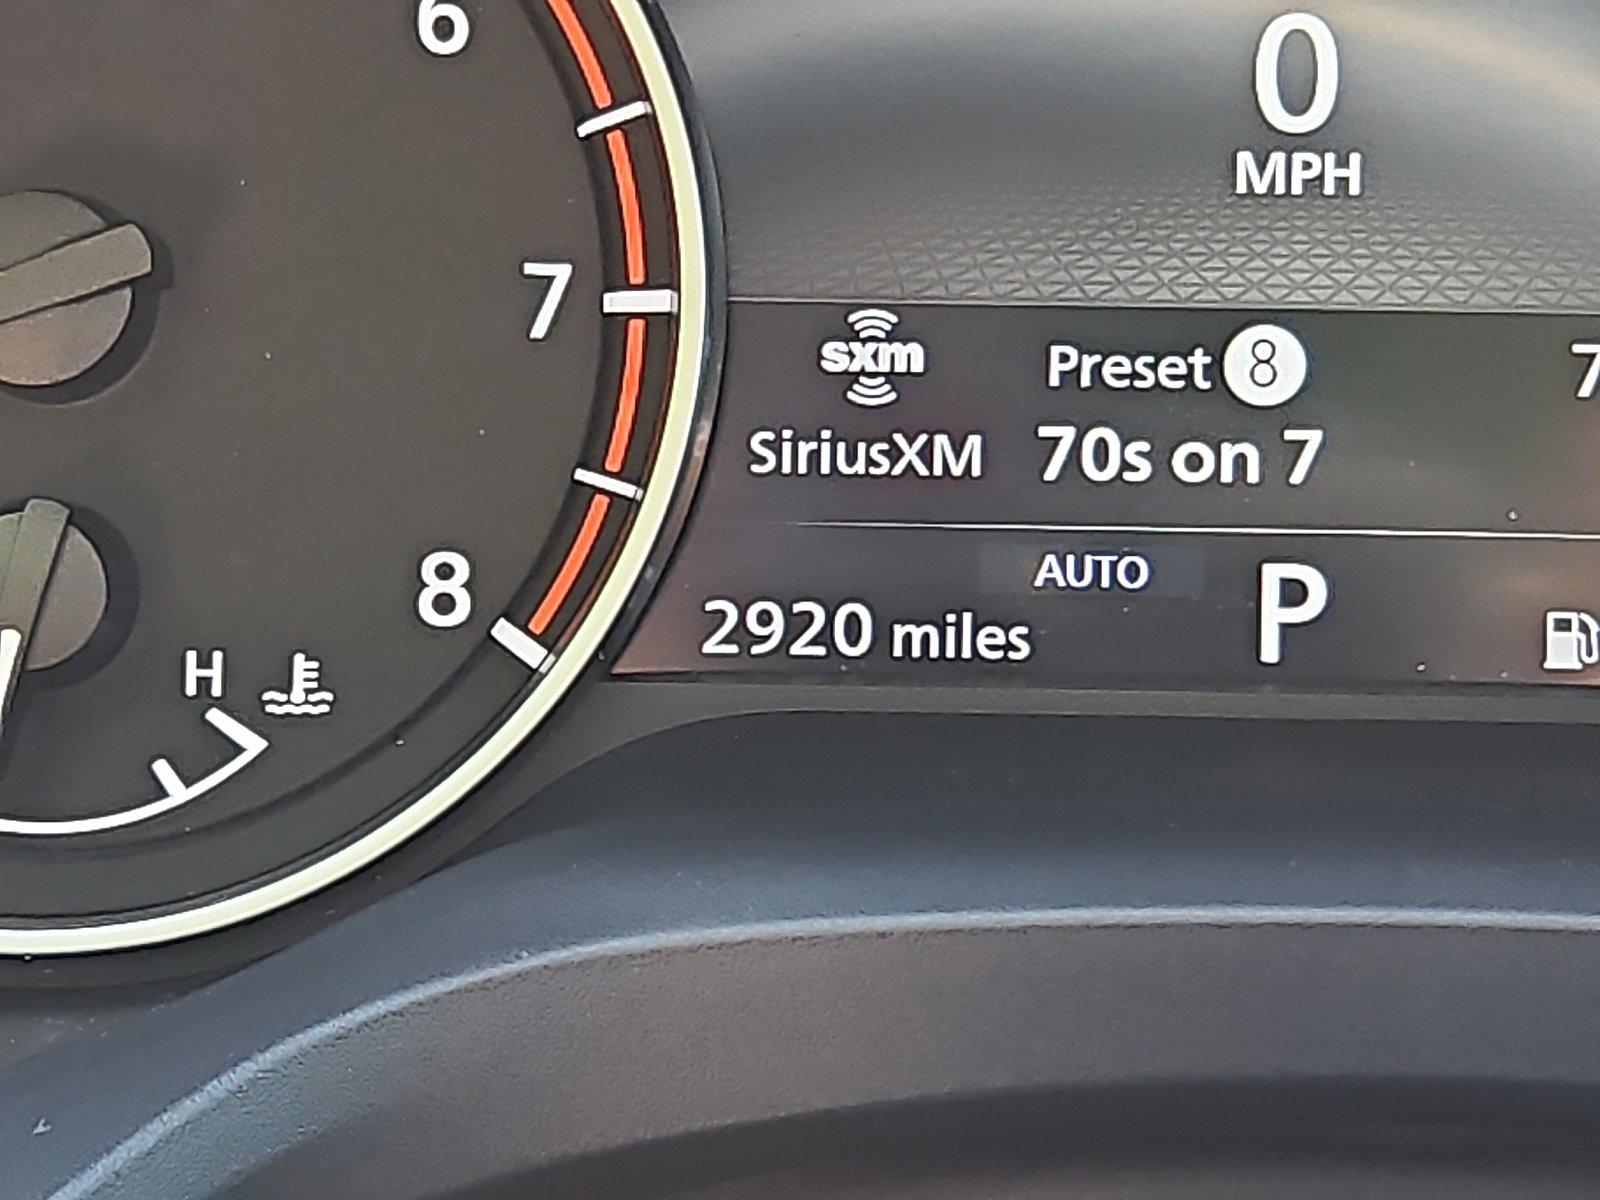 6
0
MPH
7
sxm
Preset 8
7
SiriusXM
70s on 7
AUTO
P
8
2920 miles
H